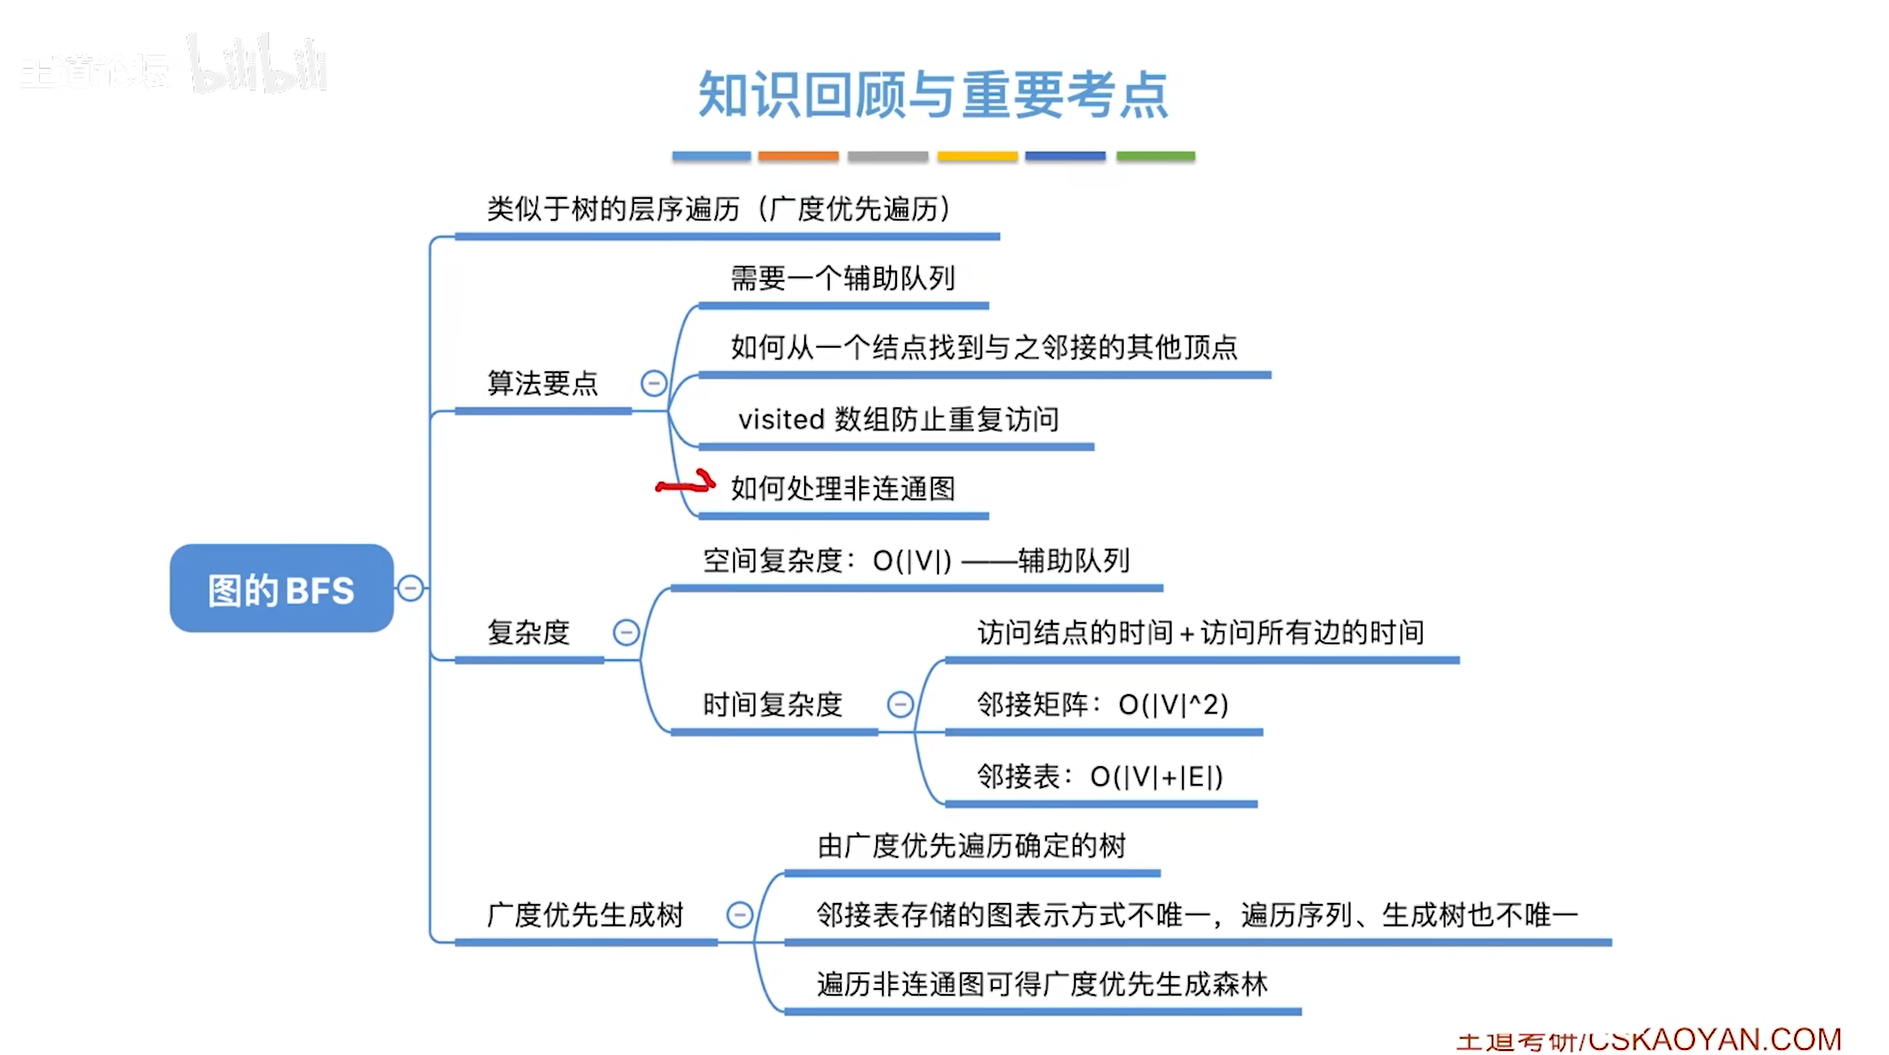 王道论坛 bilibili
知识回顾与重要考点
类似于树的层序遍历（广度优先遍历）
需要一个辅助队列
如何从一个结点找到与之邻接的其他顶点
算法要点
visited 数组防止重复访问
如何处理非连通图
图的BFS
空间复杂度：O(|V|) ——辅助队列
复杂度
访问结点的时间+访问所有边的时间
时间复杂度
邻接矩阵：O(|V|^2)
邻接表：O(|V|+|E|)
由广度优先遍历确定的树
广度优先生成树
邻接表存储的图表示方式不唯一，遍历序列、生成树也不唯一
遍历非连通图可得广度优先生成森林
王道考研/CSKAOYAN.COM